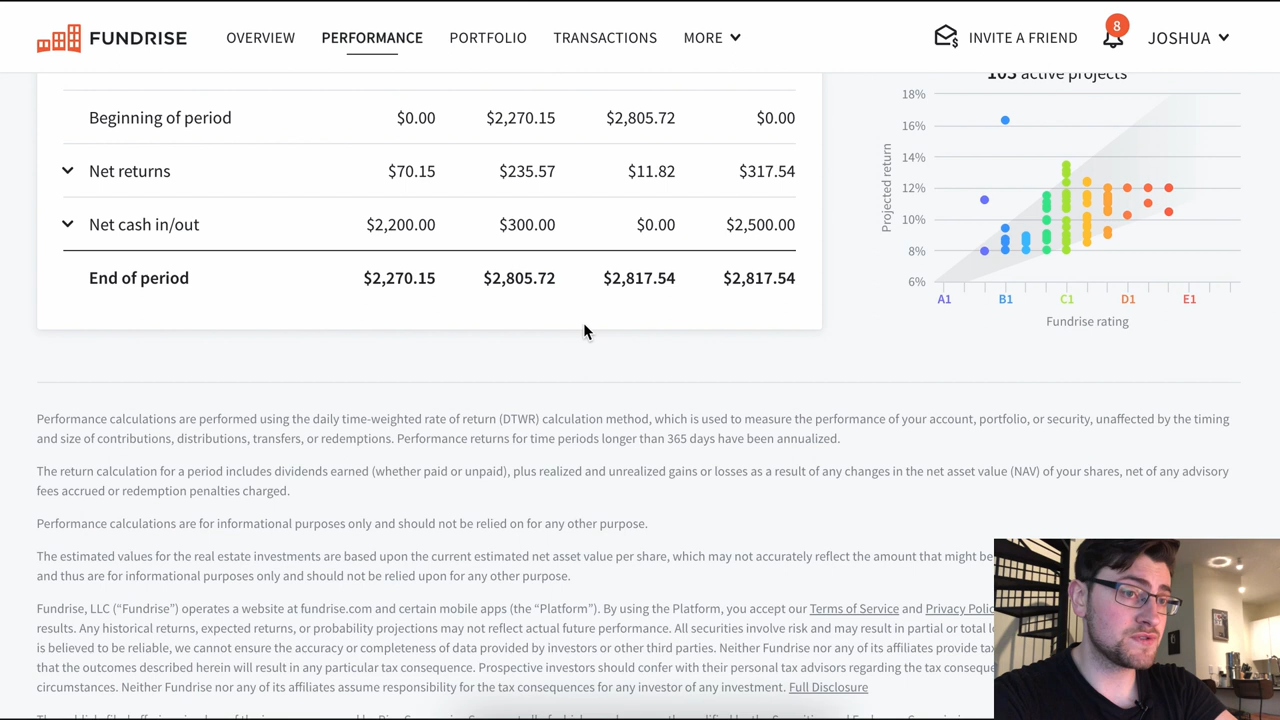 FUNDRISE OVERVIEW PERFORMANCE PORTFOLIO TRANSACTIONS MORE INVITE A FRIEND 8 JOSHUA
Beginning of period $0.00 $2,270.15 $2,805.72 $0.00
Net returns $70.15 $235.57 $11.82 $317.54
Net cash in/out $2,200.00 $300.00 $0.00 $2,500.00
End of period $2,270.15 $2,805.72 $2,817.54 $2,817.54
active projects
18%
16%
14%
12%
10%
8%
6%
Projected return
A1 B1 C1 D1 E1
Fundrise rating
Performance calculations are performed using the daily time-weighted rate of return (DTWR) calculation method, which is used to measure the performance of your account, portfolio, or security, unaffected by the timing
and size of contributions, distributions, transfers, or redemptions. Performance returns for time periods longer than 365 days have been annualized.
The return calculation for a period includes dividends earned (whether paid or unpaid), plus realized and unrealized gains or losses as a result of any changes in the net asset value (NAV) of your shares, net of any advisory
fees accrued or redemption penalties charged.
Performance calculations are for informational purposes only and should not be relied on for any other purpose.
The estimated values for the real estate investments are based upon the current estimated net asset value per share, which may not accurately reflect the amount that might be
and thus are for informational purposes only and should not be relied upon for any other purpose.
Fundrise, LLC (“Fundrise”) operates a website at fundrise.com and certain mobile apps (the “Platform”). By using the Platform, you accept our Terms of Service and Privacy Polic
results. Any historical returns, expected returns, or probability projections may not reflect actual future performance. All securities involve risk and may result in partial or total lo
is believed to be reliable, we cannot ensure the accuracy or completeness of data provided by investors or other third parties. Neither Fundrise nor any of its affiliates provide tax
that the outcomes described herein will result in any particular tax consequence. Prospective investors should confer with their personal tax advisors regarding the tax conseque
circumstances. Neither Fundrise nor any of its affiliates assume responsibility for the tax consequences for any investor of any investment. Full Disclosure